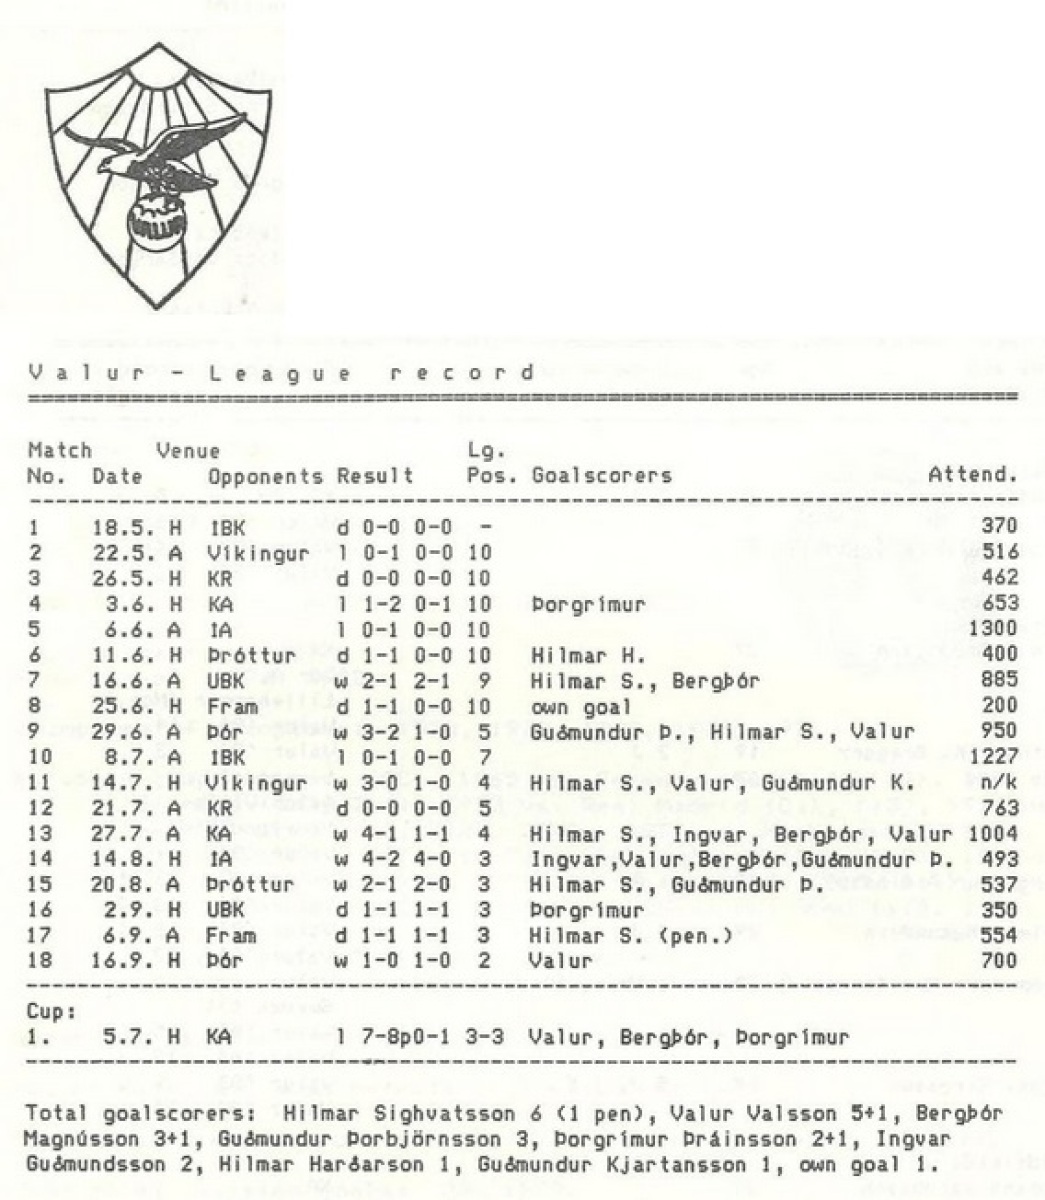 Valur - League record
Match Venue Lg.
No. Date Opponents Result Pos. Goalscorers Attend.
1 18.5. H IBK d 0-0 0-0 - 370
2 22.5. A Víkingur l 0-1 0-0 10 516
3 26.5. H KR d 0-0 0-0 10 462
4 3.6. H KA l 1-2 0-1 10 Þorgrímur 653
5 6.6. A IA l 0-1 0-0 10 1300
6 11.6. H Þróttur d 1-1 0-0 10 Hilmar H. 400
7 16.6. A UBK w 2-1 2-1 9 Hilmar S., Bergþór 885
8 25.6. H Fram d 1-1 0-0 10 own goal 200
9 29.6. A Þór w 3-2 1-0 5 Guðmundur Þ., Hilmar S., Valur 950
10 8.7. A IBK l 0-1 0-0 7 1227
11 14.7. H Víkingur w 3-0 1-0 4 Hilmar S., Valur, Guðmundur K. n/k
12 21.7. A KR d 0-0 0-0 5 763
13 27.7. A KA w 4-1 1-1 4 Hilmar S., Ingvar, Bergþór, Valur 1004
14 14.8. H IA w 4-2 4-0 3 Ingvar,Valur,Bergþór,Guðmundur Þ. 493
15 20.8. A Þróttur w 2-1 2-0 3 Hilmar S., Guðmundur Þ. 537
16 2.9. H UBK d 1-1 1-1 3 Þorgrímur 350
17 6.9. A Fram d 1-1 1-1 3 Hilmar S. (pen.) 554
18 16.9. H Þór w 1-0 1-0 2 Valur 700
Cup:
1. 5.7. H KA l 7-8p0-1 3-3 Valur, Bergþór, Þorgrímur
Total goalscorers: Hilmar Sighvatsson 6 (1 pen), Valur Valsson 5+1, Bergþór
Magnússon 3+1, Guðmundur Þorbjörnsson 3, Þorgrímur Þráinsson 2+1, Ingvar
Guðmundsson 2, Hilmar Harðarson 1, Guðmundur Kjartansson 1, own goal 1.